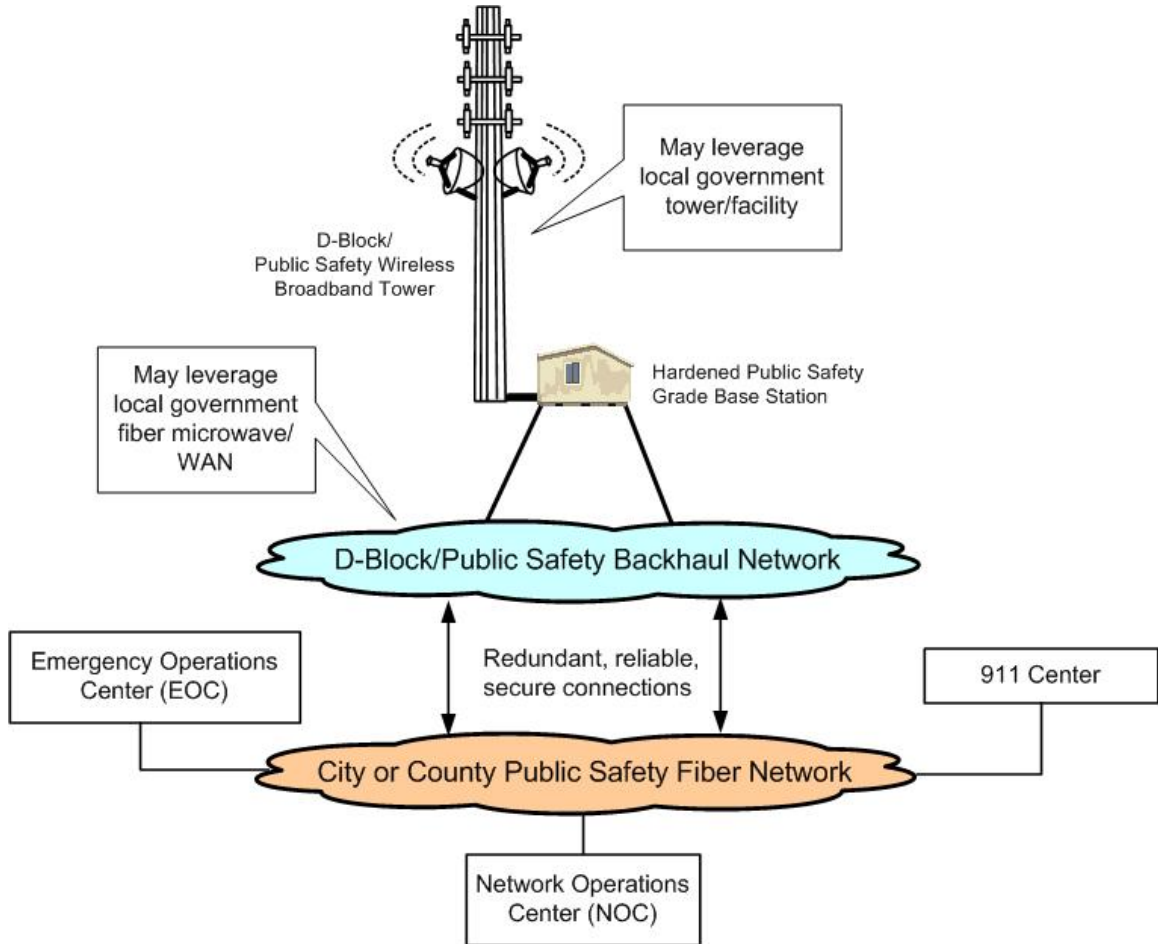 May leverage
local government
tower/facility
D-Block/
Public Safety Wireless
Broadband Tower
Hardened Public Safety
Grade Base Station
May leverage
local government
fiber microwave/
WAN
D-Block/Public Safety Backhaul Network
Emergency Operations
Center (EOC)
Redundant, reliable,
secure connections
911 Center
City or County Public Safety Fiber Network
Network Operations
Center (NOC)